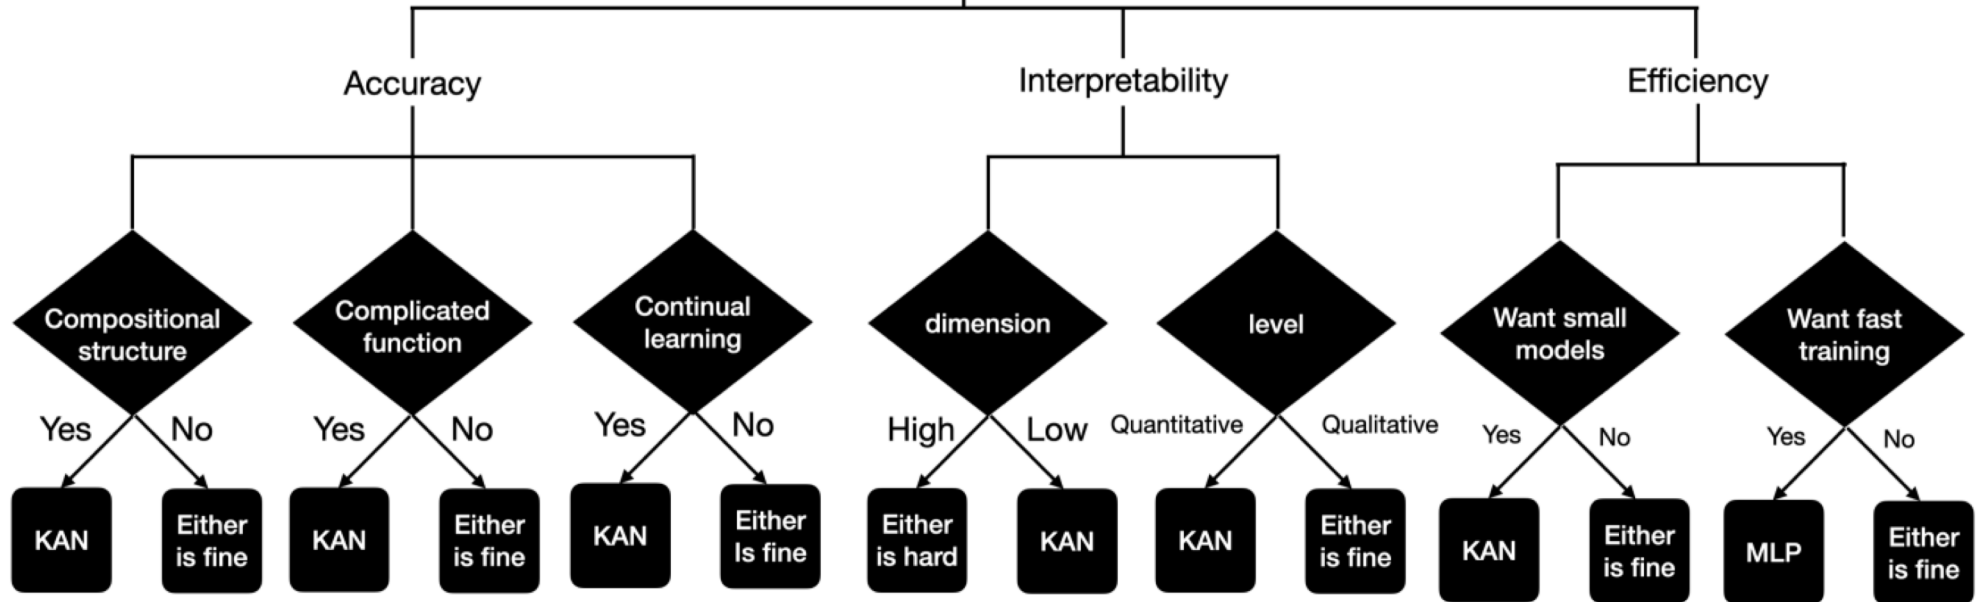 Accuracy
Interpretability
Efficiency
Compositional
structure
Complicated
function
Continual
learning
dimension
level
Want small
models
Want fast
training
Yes
No
Yes
No
Yes
No
High
Low
Quantitative
Qualitative
Yes
No
Yes
No
KAN
Either
is fine
KAN
Either
is fine
KAN
Either
Is fine
Either
is hard
KAN
KAN
Either
is fine
KAN
Either
is fine
MLP
Either
is fine